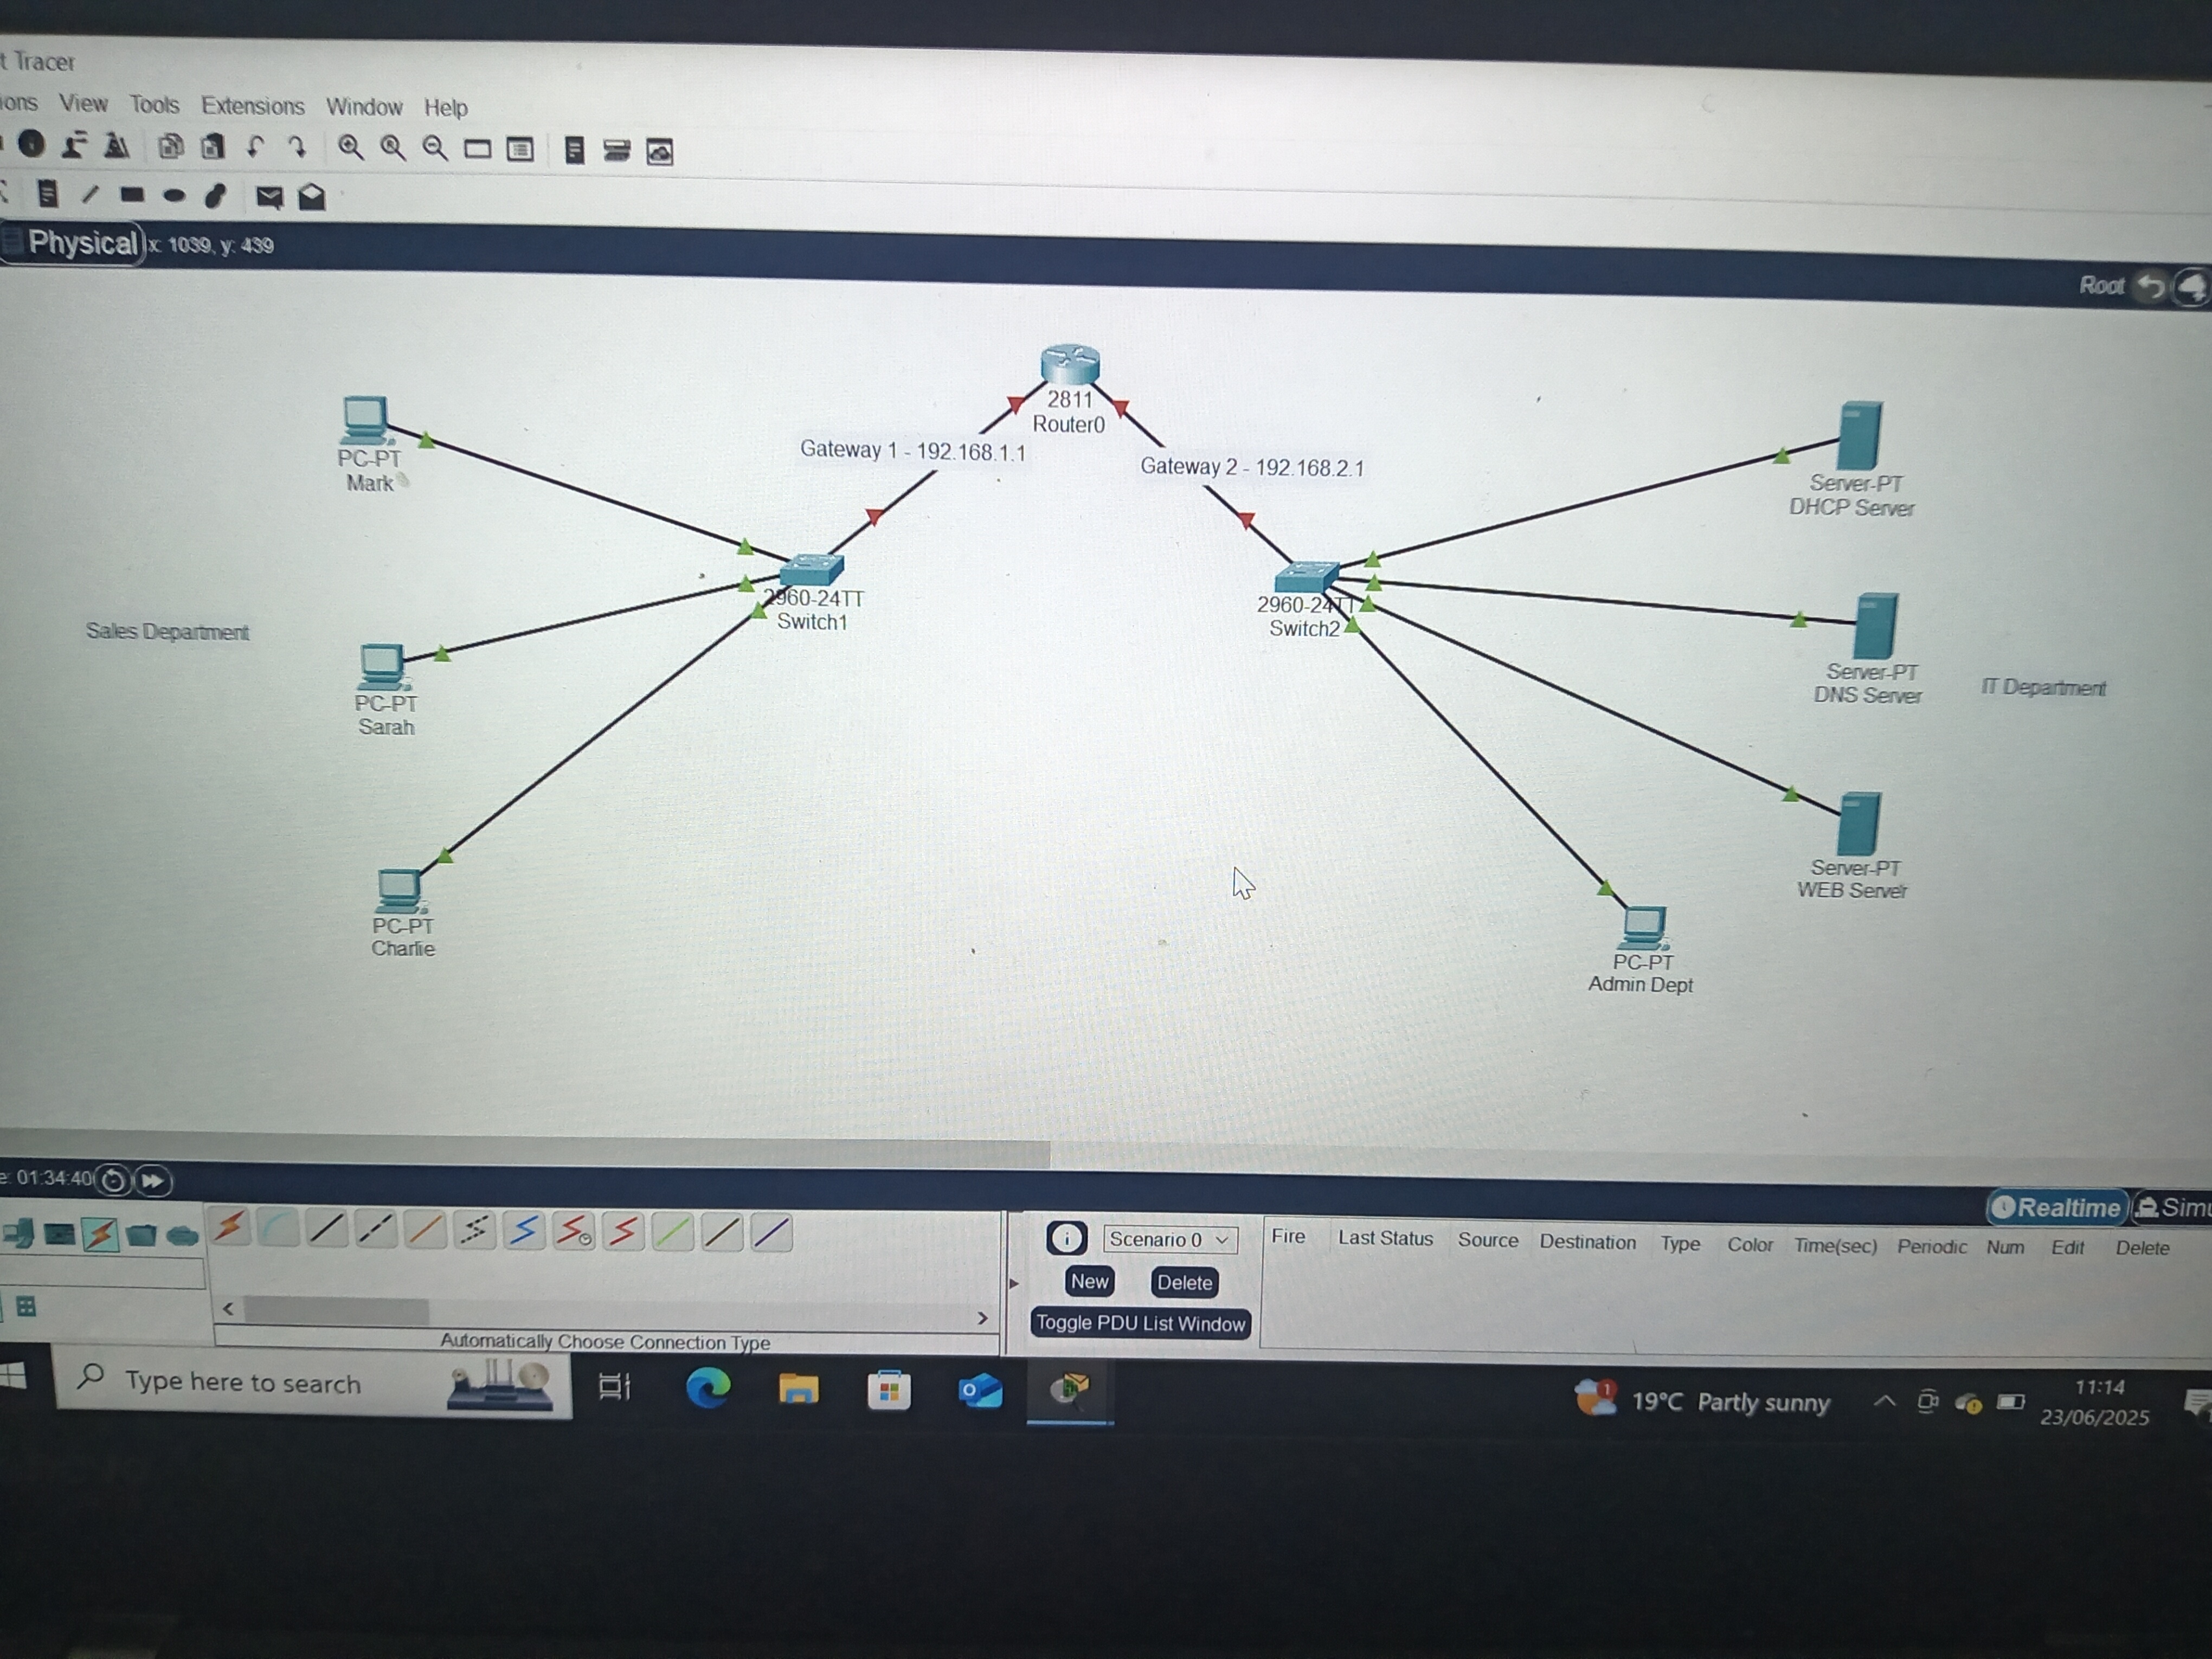 t Tracer
ons View Tools Extensions Window Help
Physical x: 1039, y: 439
Root
2811
Router0
Gateway 1 - 192.168.1.1
Gateway 2 - 192.168.2.1
PC-PT
Mark
Server-PT
DHCP Server
2960-24TT
Switch1
2960-24TT
Switch2
Sales Department
PC-PT
Sarah
Server-PT
DNS Server
IT Department
PC-PT
Charlie
Server-PT
WEB Server
PC-PT
Admin Dept
e: 01:34:40
Realtime Simu
Scenario 0
New Delete
Toggle PDU List Window
Fire Last Status Source Destination Type Color Time(sec) Periodic Num Edit Delete
Automatically Choose Connection Type
Type here to search
1
19°C Partly sunny
11:14
23/06/2025